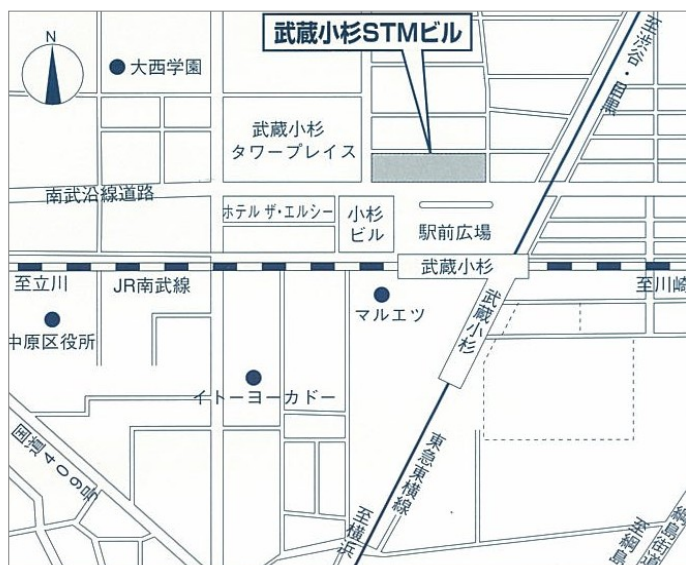 武蔵小杉STMビル
N
至渋谷・目黒
大西学園
武蔵小杉
タワープレイス
南武沿線道路
ホテル ザ・エルシー
小杉
ビル
駅前広場
武蔵小杉
至立川
JR南武線
至川崎
武蔵小杉
マルエツ
中原区役所
イトーヨーカドー
国道409号
東急東横線
至横浜
綱島街道
至綱島